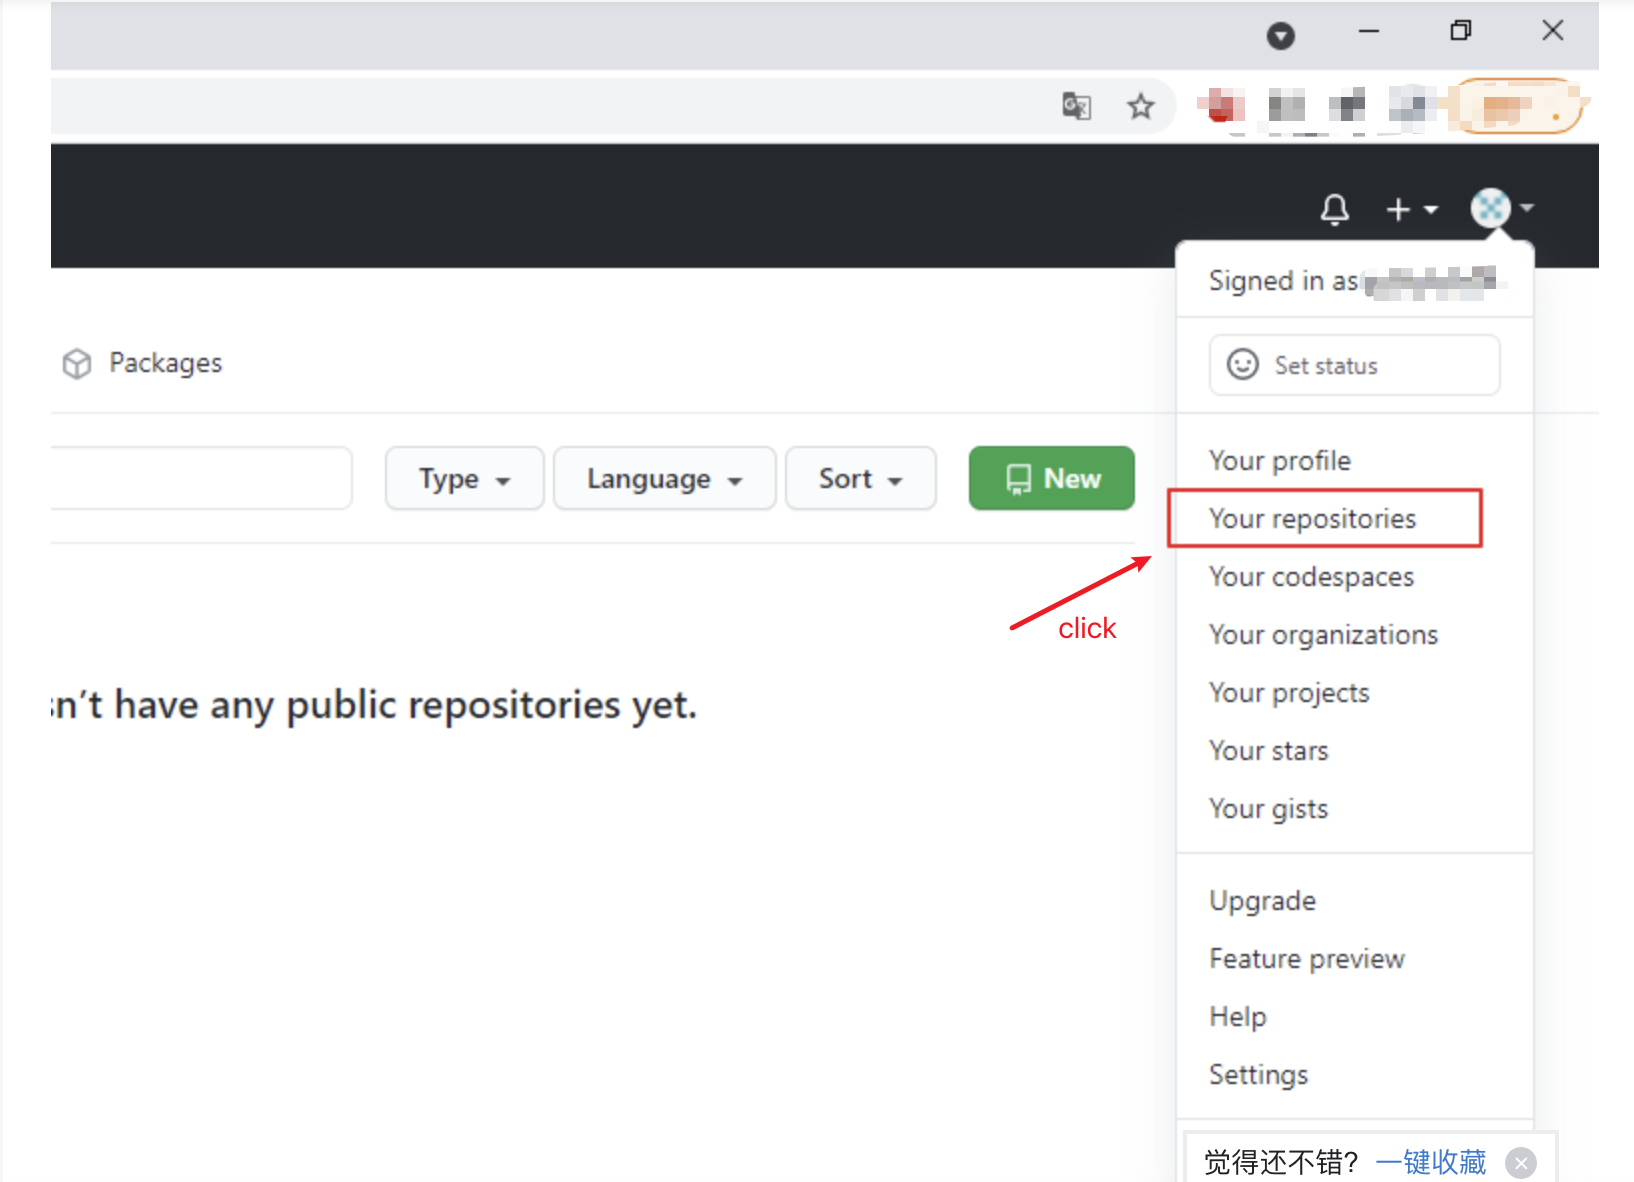 Signed in as
Set status
Packages
Type
Language
Sort
New
Your profile
Your repositories
Your codespaces
Your organizations
Your projects
Your stars
Your gists
click
n't have any public repositories yet.
Upgrade
Feature preview
Help
Settings
觉得还不错? 一键收藏